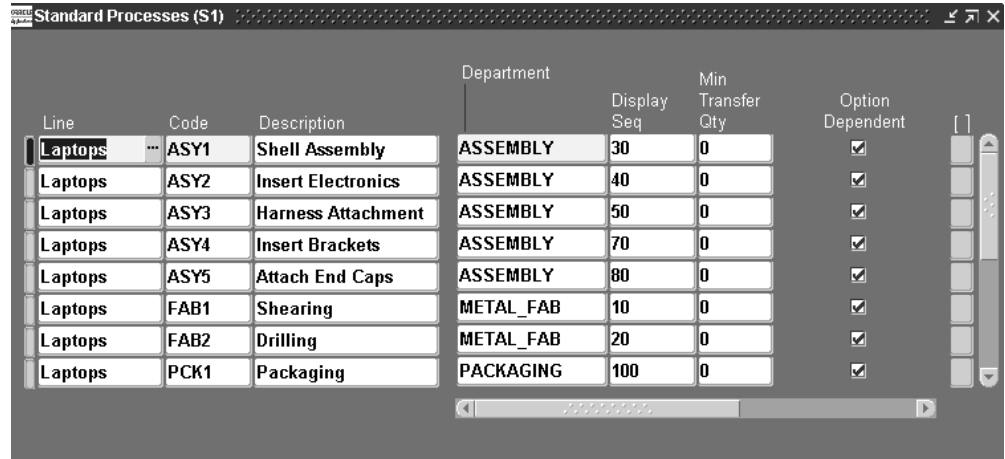 Standard Processes (S1)
Department
Min
Display Transfer Option
Line Code Description Seq Qty Dependent [ ]
Laptops ASY1 Shell Assembly ASSEMBLY 30 0
Laptops ASY2 Insert Electronics ASSEMBLY 40 0
Laptops ASY3 Harness Attachment ASSEMBLY 50 0
Laptops ASY4 Insert Brackets ASSEMBLY 70 0
Laptops ASY5 Attach End Caps ASSEMBLY 80 0
Laptops FAB1 Shearing METAL_FAB 10 0
Laptops FAB2 Drilling METAL_FAB 20 0
Laptops PCK1 Packaging PACKAGING 100 0